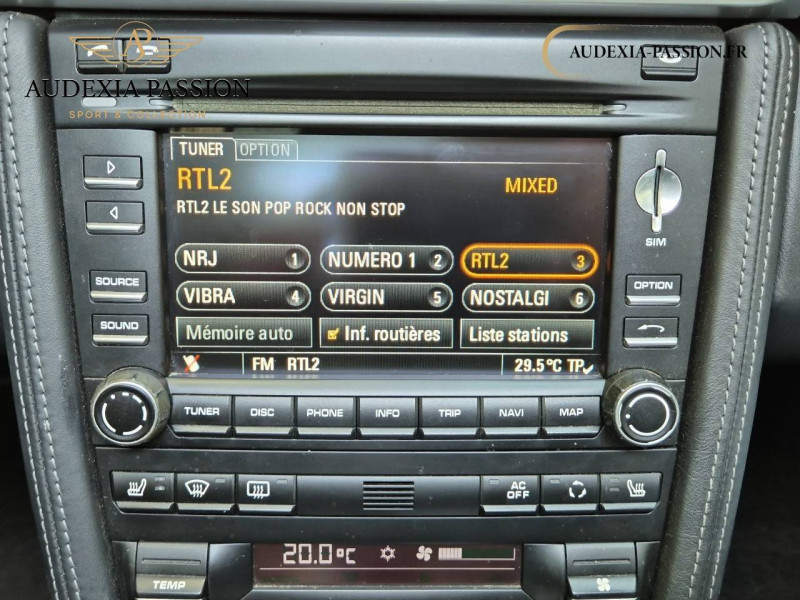 AUDEXIA PASSION
SPORT & COLLECTION
AUDEXIA-PASSION.FR
TUNER OPTION
RTL2 MIXED
RTL2 LE SON POP ROCK NON STOP
NRJ 1 NUMERO 1 2 RTL2 3
VIBRA 4 VIRGIN 5 NOSTALGI 6
Mémoire auto Inf. routières Liste stations
FM RTL2 29.5°C TP
SIM
SOURCE OPTION
SOUND
TUNER DISC PHONE INFO TRIP NAVI MAP
AC OFF
20.0°C
TEMP